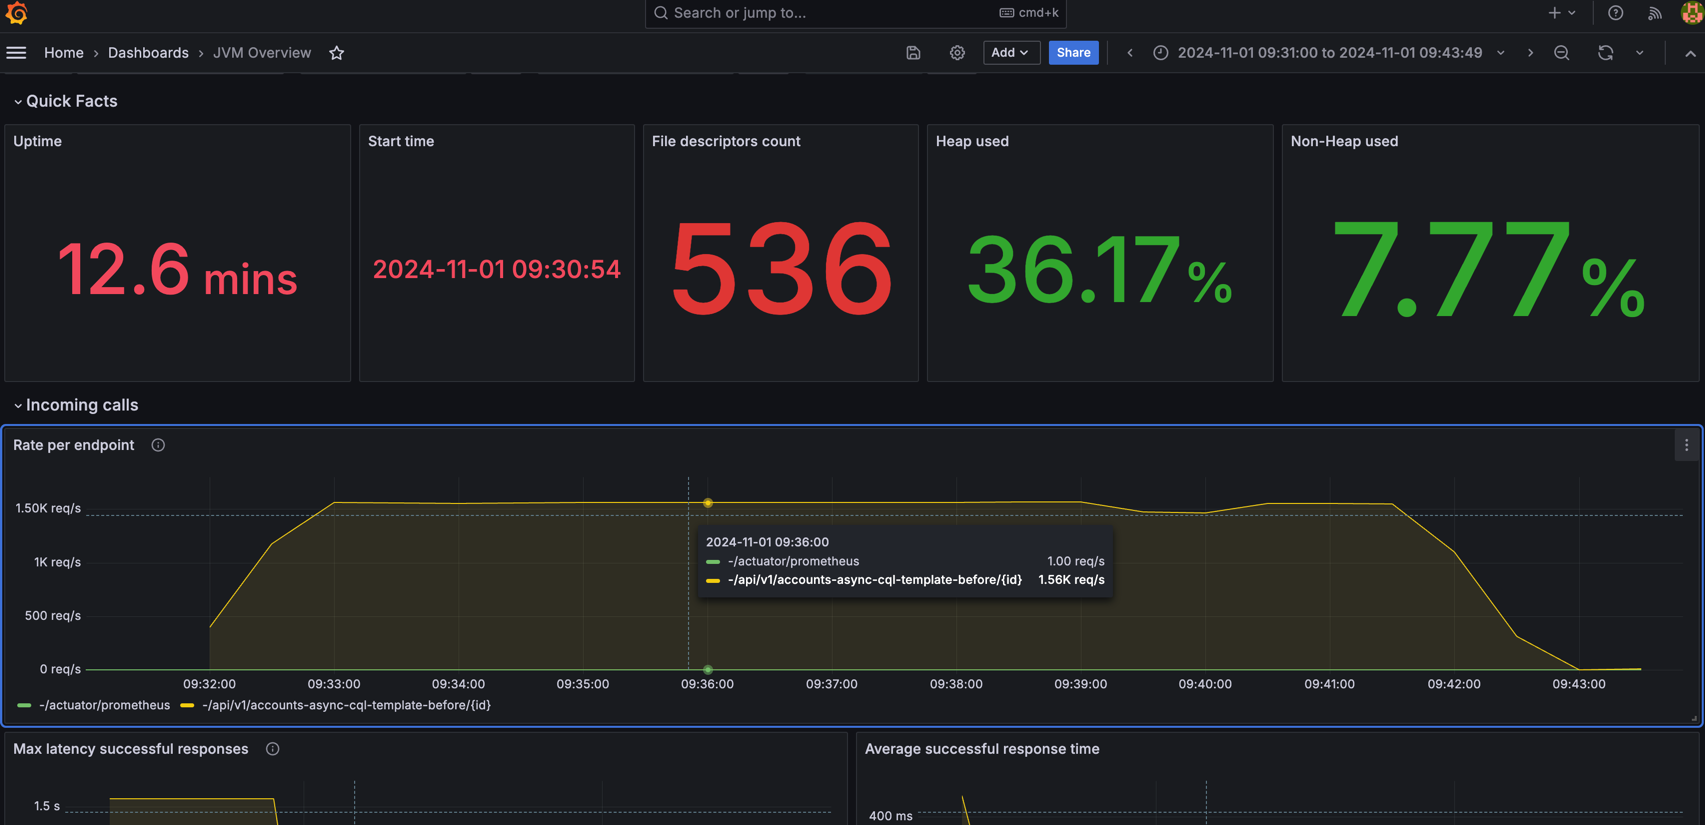 Search or jump to...
cmd+k
Home › Dashboards › JVM Overview
Add
Share
2024-11-01 09:31:00 to 2024-11-01 09:43:49
Quick Facts
Uptime
12.6 mins
Start time
2024-11-01 09:30:54
File descriptors count
536
Heap used
36.17%
Non-Heap used
7.77%
Incoming calls
Rate per endpoint
1.50K req/s
1K req/s
500 req/s
0 req/s
2024-11-01 09:36:00
-/actuator/prometheus 1.00 req/s
-/api/v1/accounts-async-cql-template-before/{id} 1.56K req/s
09:32:00 09:33:00 09:34:00 09:35:00 09:36:00 09:37:00 09:38:00 09:39:00 09:40:00 09:41:00 09:42:00 09:43:00
-/actuator/prometheus -/api/v1/accounts-async-cql-template-before/{id}
Max latency successful responses
1.5 s
Average successful response time
400 ms